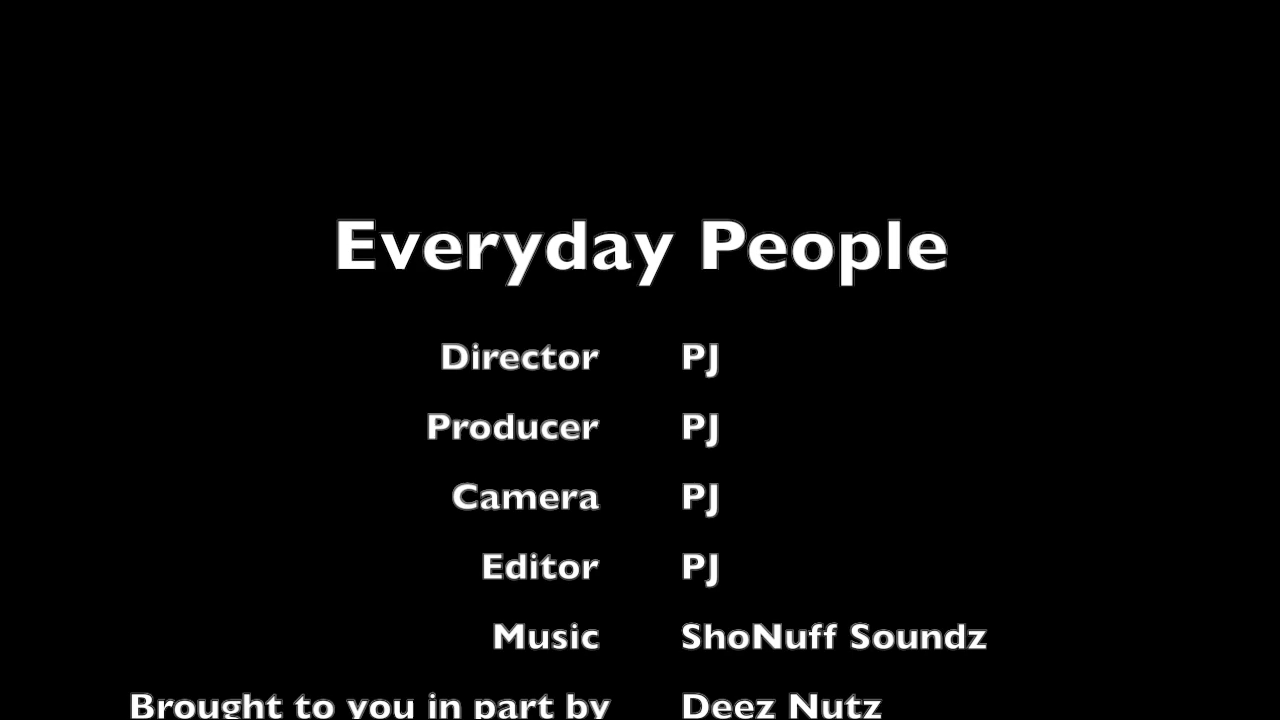 Everyday People
Director PJ
Producer PJ
Camera PJ
Editor PJ
Music ShoNuff Soundz
Brought to you in part by Deez Nutz